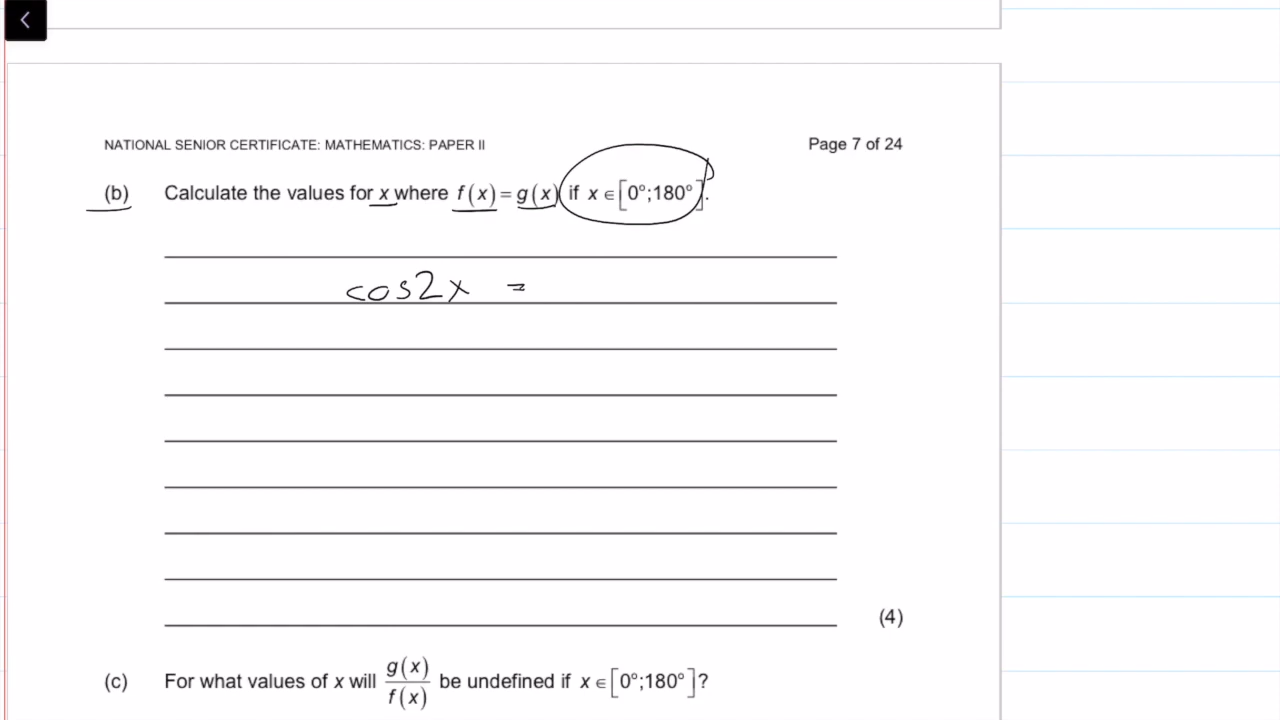 NATIONAL SENIOR CERTIFICATE: MATHEMATICS: PAPER II Page 7 of 24
(b) Calculate the values for x where f(x) = g(x) if x ∈ [0°;180°].
cos2x =
(4)
(c) For what values of x will g(x)/f(x) be undefined if x ∈ [0°;180°]?